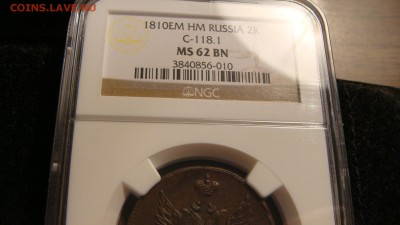 COINS.LAVE.RU
1810EM HM RUSSIA 2K
C-118.1
MS 62 BN
3840856-010
NGC